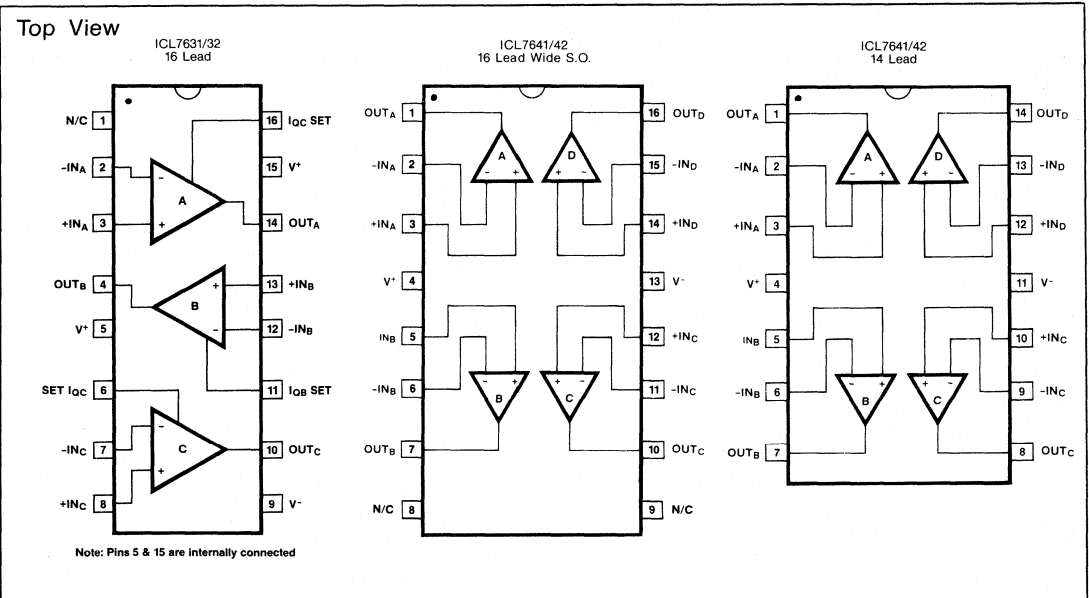 Top View
ICL7631/32
16 Lead
N/C 1
-INA 2
+INA 3
OUTB 4
V+ 5
SET IQC 6
-INC 7
+INC 8
16 IQC SET
15 V+
14 OUTA
13 +INB
12 -INB
11 IQB SET
10 OUTC
9 V-
- A +
+ B -
- C +
Note: Pins 5 & 15 are internally connected
ICL7641/42
16 Lead Wide S.O.
OUTA 1
-INA 2
+INA 3
V+ 4
INB 5
-INB 6
OUTB 7
N/C 8
16 OUTD
15 -IND
14 +IND
13 V-
12 +INC
11 -INC
10 OUTC
9 N/C
A D
- + + -
- + + -
B C
ICL7641/42
14 Lead
OUTA 1
-INA 2
+INA 3
V+ 4
INB 5
-INB 6
OUTB 7
14 OUTD
13 -IND
12 +IND
11 V-
10 +INC
9 -INC
8 OUTC
A D
- + + -
- + + -
B C